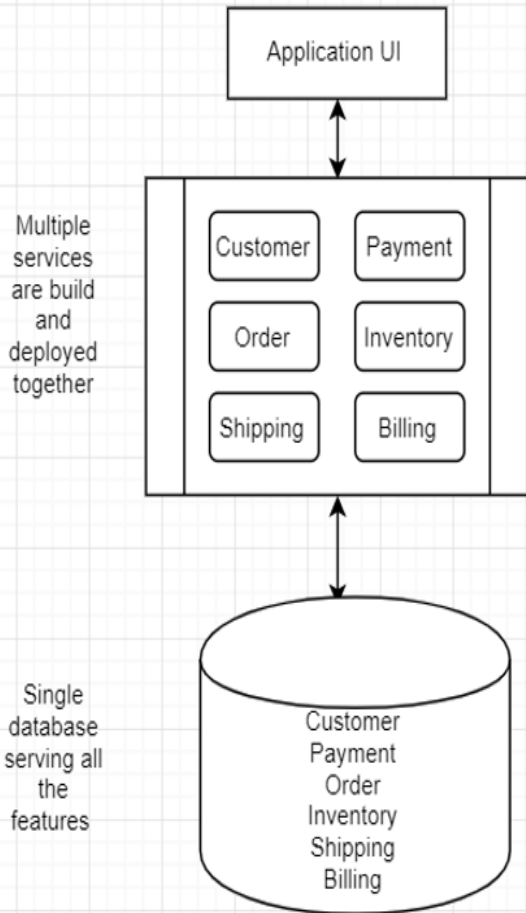 Application UI
Multiple
services
are build
and
deployed
together
Customer
Payment
Order
Inventory
Shipping
Billing
Single
database
serving all
the
features
Customer
Payment
Order
Inventory
Shipping
Billing